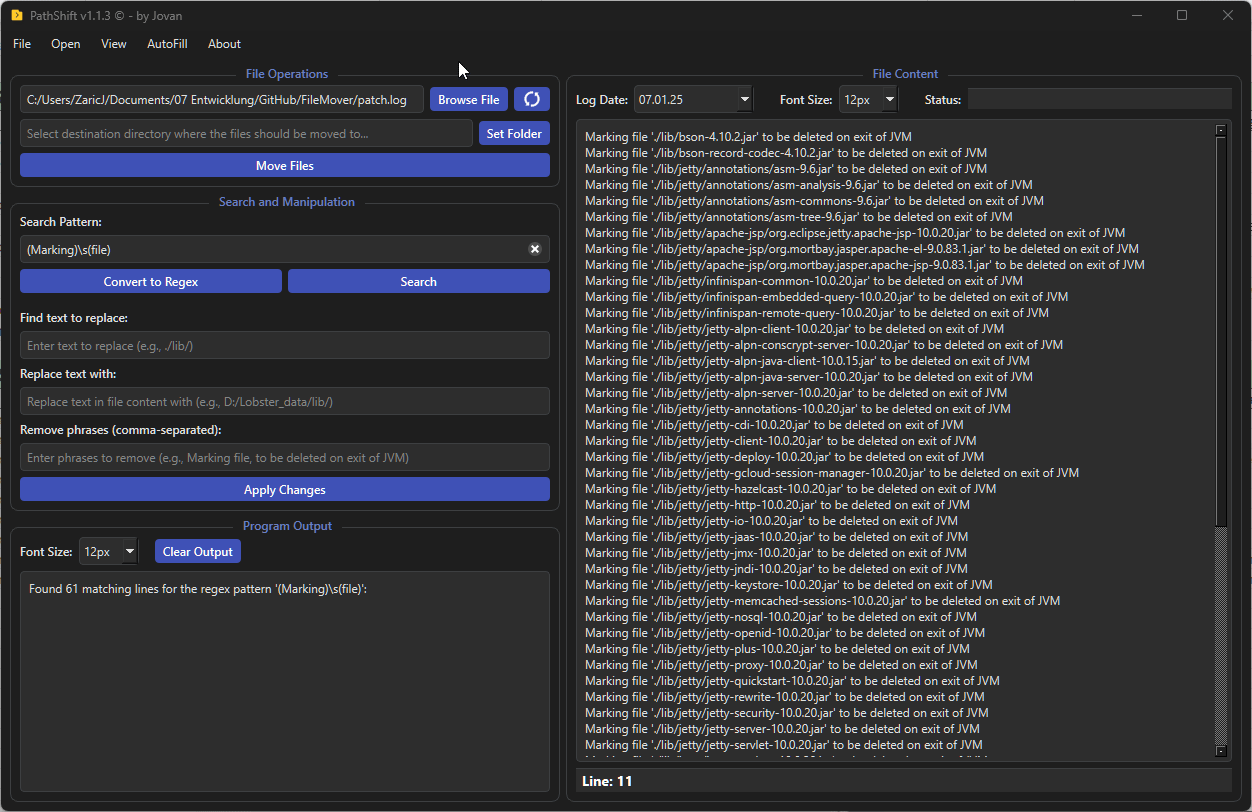 PathShift v1.1.3 © - by Jovan
File Open View AutoFill About
File Operations
C:/Users/ZaricJ/Documents/07 Entwicklung/GitHub/FileMover/patch.log
Browse File
Select destination directory where the files should be moved to...
Set Folder
Move Files
Search and Manipulation
Search Pattern:
(Marking)\s(file)
Convert to Regex
Search
Find text to replace:
Enter text to replace (e.g., ./lib/)
Replace text with:
Replace text in file content with (e.g., D:/Lobster_data/lib/)
Remove phrases (comma-separated):
Enter phrases to remove (e.g., Marking file, to be deleted on exit of JVM)
Apply Changes
Program Output
Font Size: 12px Clear Output
Found 61 matching lines for the regex pattern '(Marking)\s(file)':
File Content
Log Date: 07.01.25 Font Size: 12px Status:
Marking file './lib/bson-4.10.2.jar' to be deleted on exit of JVM
Marking file './lib/bson-record-codec-4.10.2.jar' to be deleted on exit of JVM
Marking file './lib/jetty/annotations/asm-9.6.jar' to be deleted on exit of JVM
Marking file './lib/jetty/annotations/asm-analysis-9.6.jar' to be deleted on exit of JVM
Marking file './lib/jetty/annotations/asm-commons-9.6.jar' to be deleted on exit of JVM
Marking file './lib/jetty/annotations/asm-tree-9.6.jar' to be deleted on exit of JVM
Marking file './lib/jetty/apache-jsp/org.eclipse.jetty.apache-jsp-10.0.20.jar' to be deleted on exit of JVM
Marking file './lib/jetty/apache-jsp/org.mortbay.jasper.apache-el-9.0.83.1.jar' to be deleted on exit of JVM
Marking file './lib/jetty/apache-jsp/org.mortbay.jasper.apache-jsp-9.0.83.1.jar' to be deleted on exit of JVM
Marking file './lib/jetty/infinispan-common-10.0.20.jar' to be deleted on exit of JVM
Marking file './lib/jetty/infinispan-embedded-query-10.0.20.jar' to be deleted on exit of JVM
Marking file './lib/jetty/infinispan-remote-query-10.0.20.jar' to be deleted on exit of JVM
Marking file './lib/jetty/jetty-alpn-client-10.0.20.jar' to be deleted on exit of JVM
Marking file './lib/jetty/jetty-alpn-conscrypt-server-10.0.20.jar' to be deleted on exit of JVM
Marking file './lib/jetty/jetty-alpn-java-client-10.0.15.jar' to be deleted on exit of JVM
Marking file './lib/jetty/jetty-alpn-java-server-10.0.20.jar' to be deleted on exit of JVM
Marking file './lib/jetty/jetty-alpn-server-10.0.20.jar' to be deleted on exit of JVM
Marking file './lib/jetty/jetty-annotations-10.0.20.jar' to be deleted on exit of JVM
Marking file './lib/jetty/jetty-cdi-10.0.20.jar' to be deleted on exit of JVM
Marking file './lib/jetty/jetty-client-10.0.20.jar' to be deleted on exit of JVM
Marking file './lib/jetty/jetty-deploy-10.0.20.jar' to be deleted on exit of JVM
Marking file './lib/jetty/jetty-gcloud-session-manager-10.0.20.jar' to be deleted on exit of JVM
Marking file './lib/jetty/jetty-hazelcast-10.0.20.jar' to be deleted on exit of JVM
Marking file './lib/jetty/jetty-http-10.0.20.jar' to be deleted on exit of JVM
Marking file './lib/jetty/jetty-io-10.0.20.jar' to be deleted on exit of JVM
Marking file './lib/jetty/jetty-jaas-10.0.20.jar' to be deleted on exit of JVM
Marking file './lib/jetty/jetty-jmx-10.0.20.jar' to be deleted on exit of JVM
Marking file './lib/jetty/jetty-jndi-10.0.20.jar' to be deleted on exit of JVM
Marking file './lib/jetty/jetty-keystore-10.0.20.jar' to be deleted on exit of JVM
Marking file './lib/jetty/jetty-memcached-sessions-10.0.20.jar' to be deleted on exit of JVM
Marking file './lib/jetty/jetty-nosql-10.0.20.jar' to be deleted on exit of JVM
Marking file './lib/jetty/jetty-openid-10.0.20.jar' to be deleted on exit of JVM
Marking file './lib/jetty/jetty-plus-10.0.20.jar' to be deleted on exit of JVM
Marking file './lib/jetty/jetty-proxy-10.0.20.jar' to be deleted on exit of JVM
Marking file './lib/jetty/jetty-quickstart-10.0.20.jar' to be deleted on exit of JVM
Marking file './lib/jetty/jetty-rewrite-10.0.20.jar' to be deleted on exit of JVM
Marking file './lib/jetty/jetty-security-10.0.20.jar' to be deleted on exit of JVM
Marking file './lib/jetty/jetty-server-10.0.20.jar' to be deleted on exit of JVM
Marking file './lib/jetty/jetty-servlet-10.0.20.jar' to be deleted on exit of JVM
Line: 11